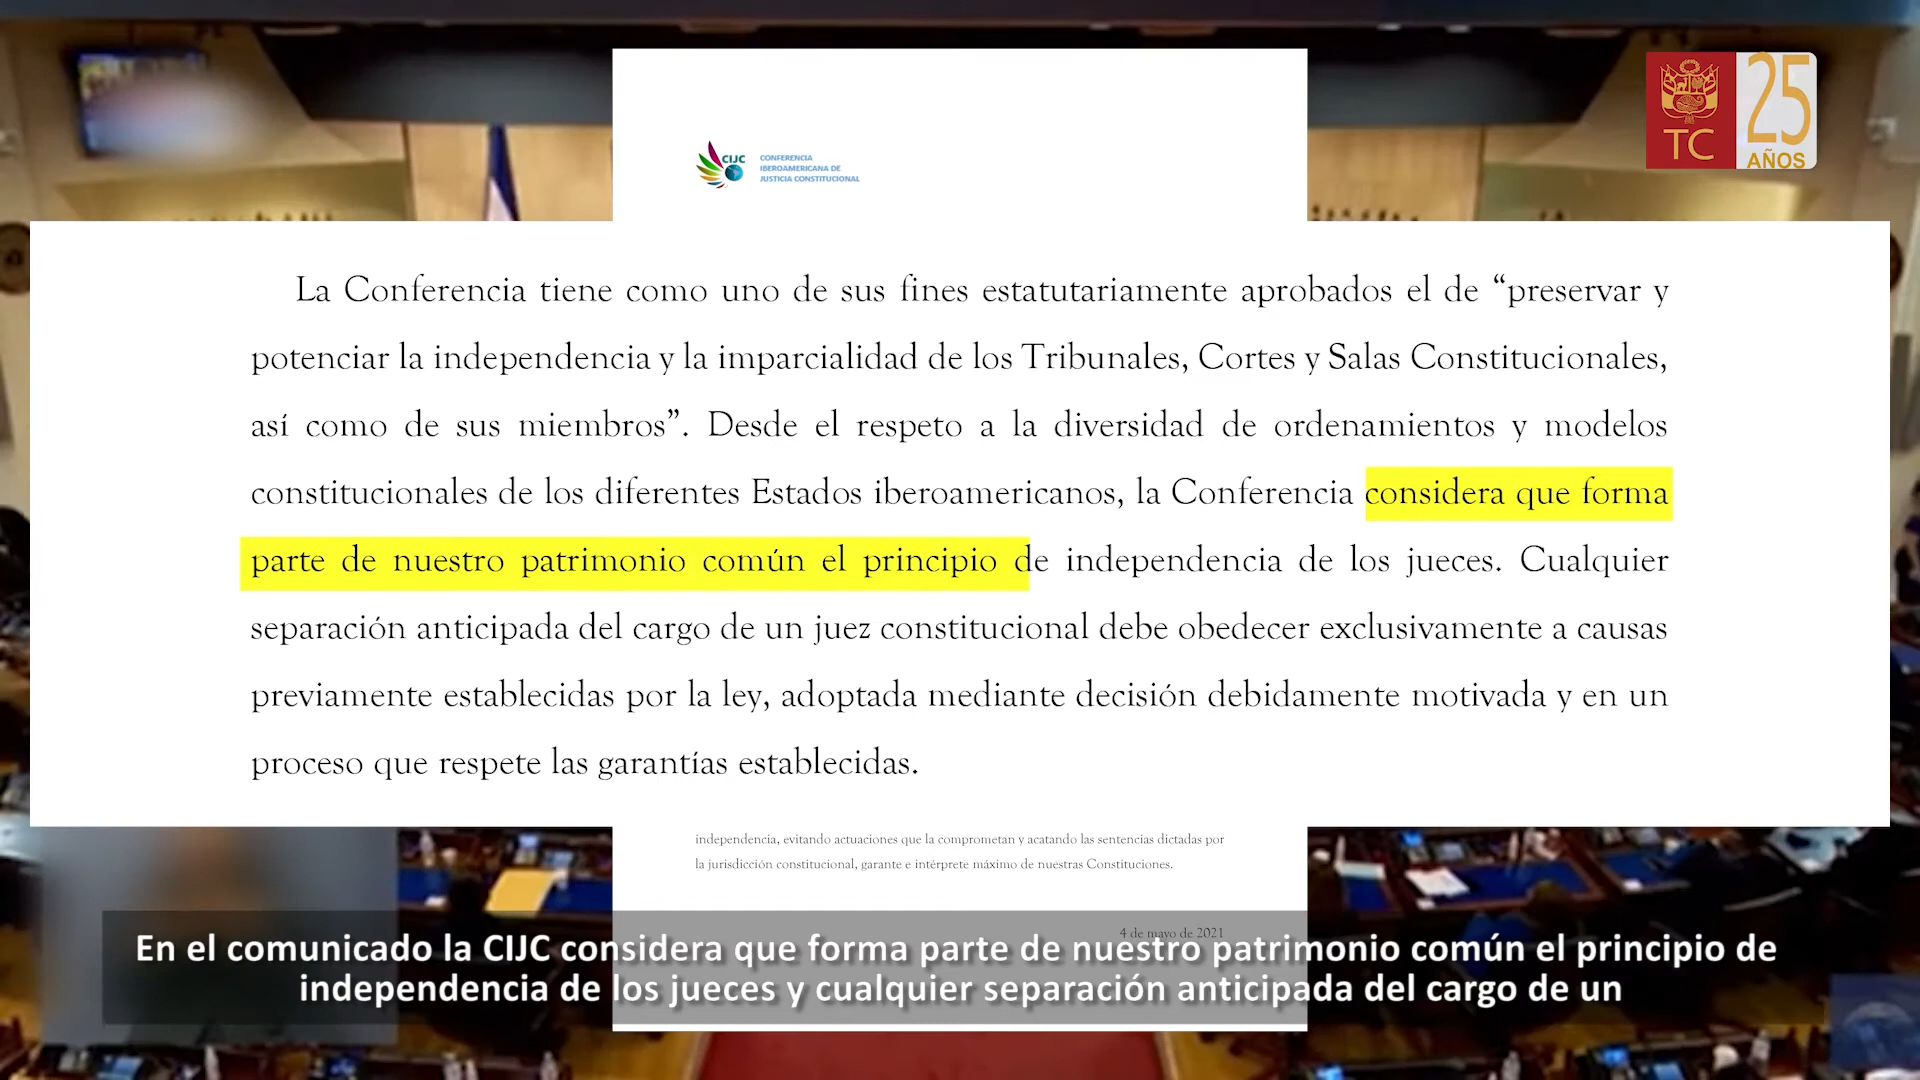 CIJC
CONFERENCIA
IBEROAMERICANA DE
JUSTICIA CONSTITUCIONAL
TC
25
AÑOS
La Conferencia tiene como uno de sus fines estatutariamente aprobados el de “preservar y
potenciar la independencia y la imparcialidad de los Tribunales, Cortes y Salas Constitucionales,
así como de sus miembros”. Desde el respeto a la diversidad de ordenamientos y modelos
constitucionales de los diferentes Estados iberoamericanos, la Conferencia considera que forma
parte de nuestro patrimonio común el principio de independencia de los jueces. Cualquier
separación anticipada del cargo de un juez constitucional debe obedecer exclusivamente a causas
previamente establecidas por la ley, adoptada mediante decisión debidamente motivada y en un
proceso que respete las garantías establecidas.
independencia, evitando actuaciones que la comprometan y acatando las sentencias dictadas por
la jurisdicción constitucional, garante e intérprete máximo de nuestras Constituciones.
4 de mayo de 2021
En el comunicado la CIJC considera que forma parte de nuestro patrimonio común el principio de
independencia de los jueces y cualquier separación anticipada del cargo de un